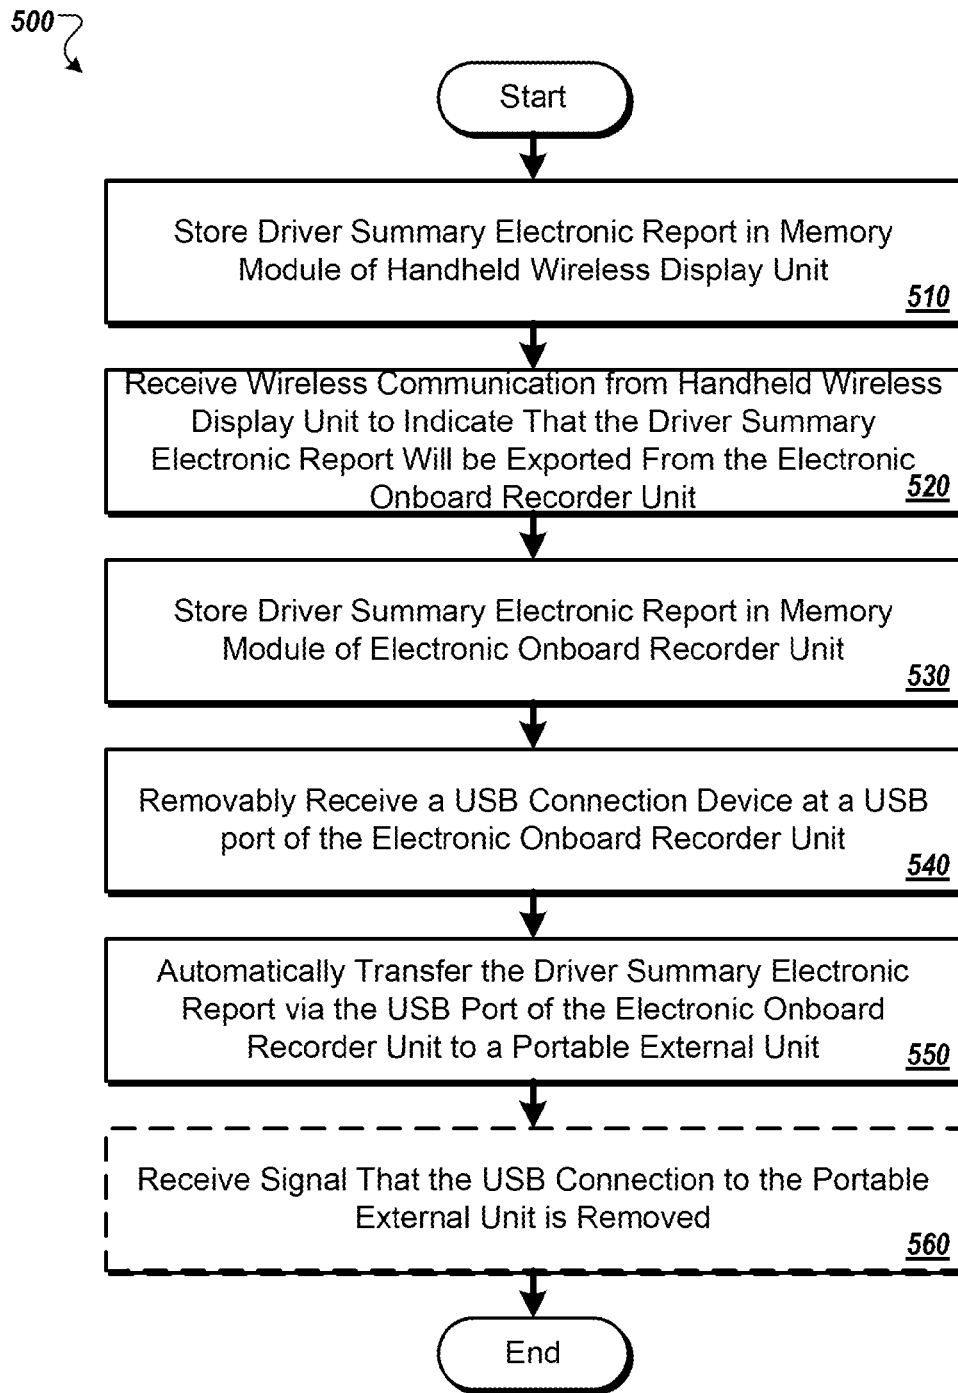 500
Start
Store Driver Summary Electronic Report in Memory
Module of Handheld Wireless Display Unit
510
Receive Wireless Communication from Handheld Wireless
Display Unit to Indicate That the Driver Summary
Electronic Report Will be Exported From the Electronic
Onboard Recorder Unit
520
Store Driver Summary Electronic Report in Memory
Module of Electronic Onboard Recorder Unit
530
Removably Receive a USB Connection Device at a USB
port of the Electronic Onboard Recorder Unit
540
Automatically Transfer the Driver Summary Electronic
Report via the USB Port of the Electronic Onboard
Recorder Unit to a Portable External Unit
550
Receive Signal That the USB Connection to the Portable
External Unit is Removed
560
End